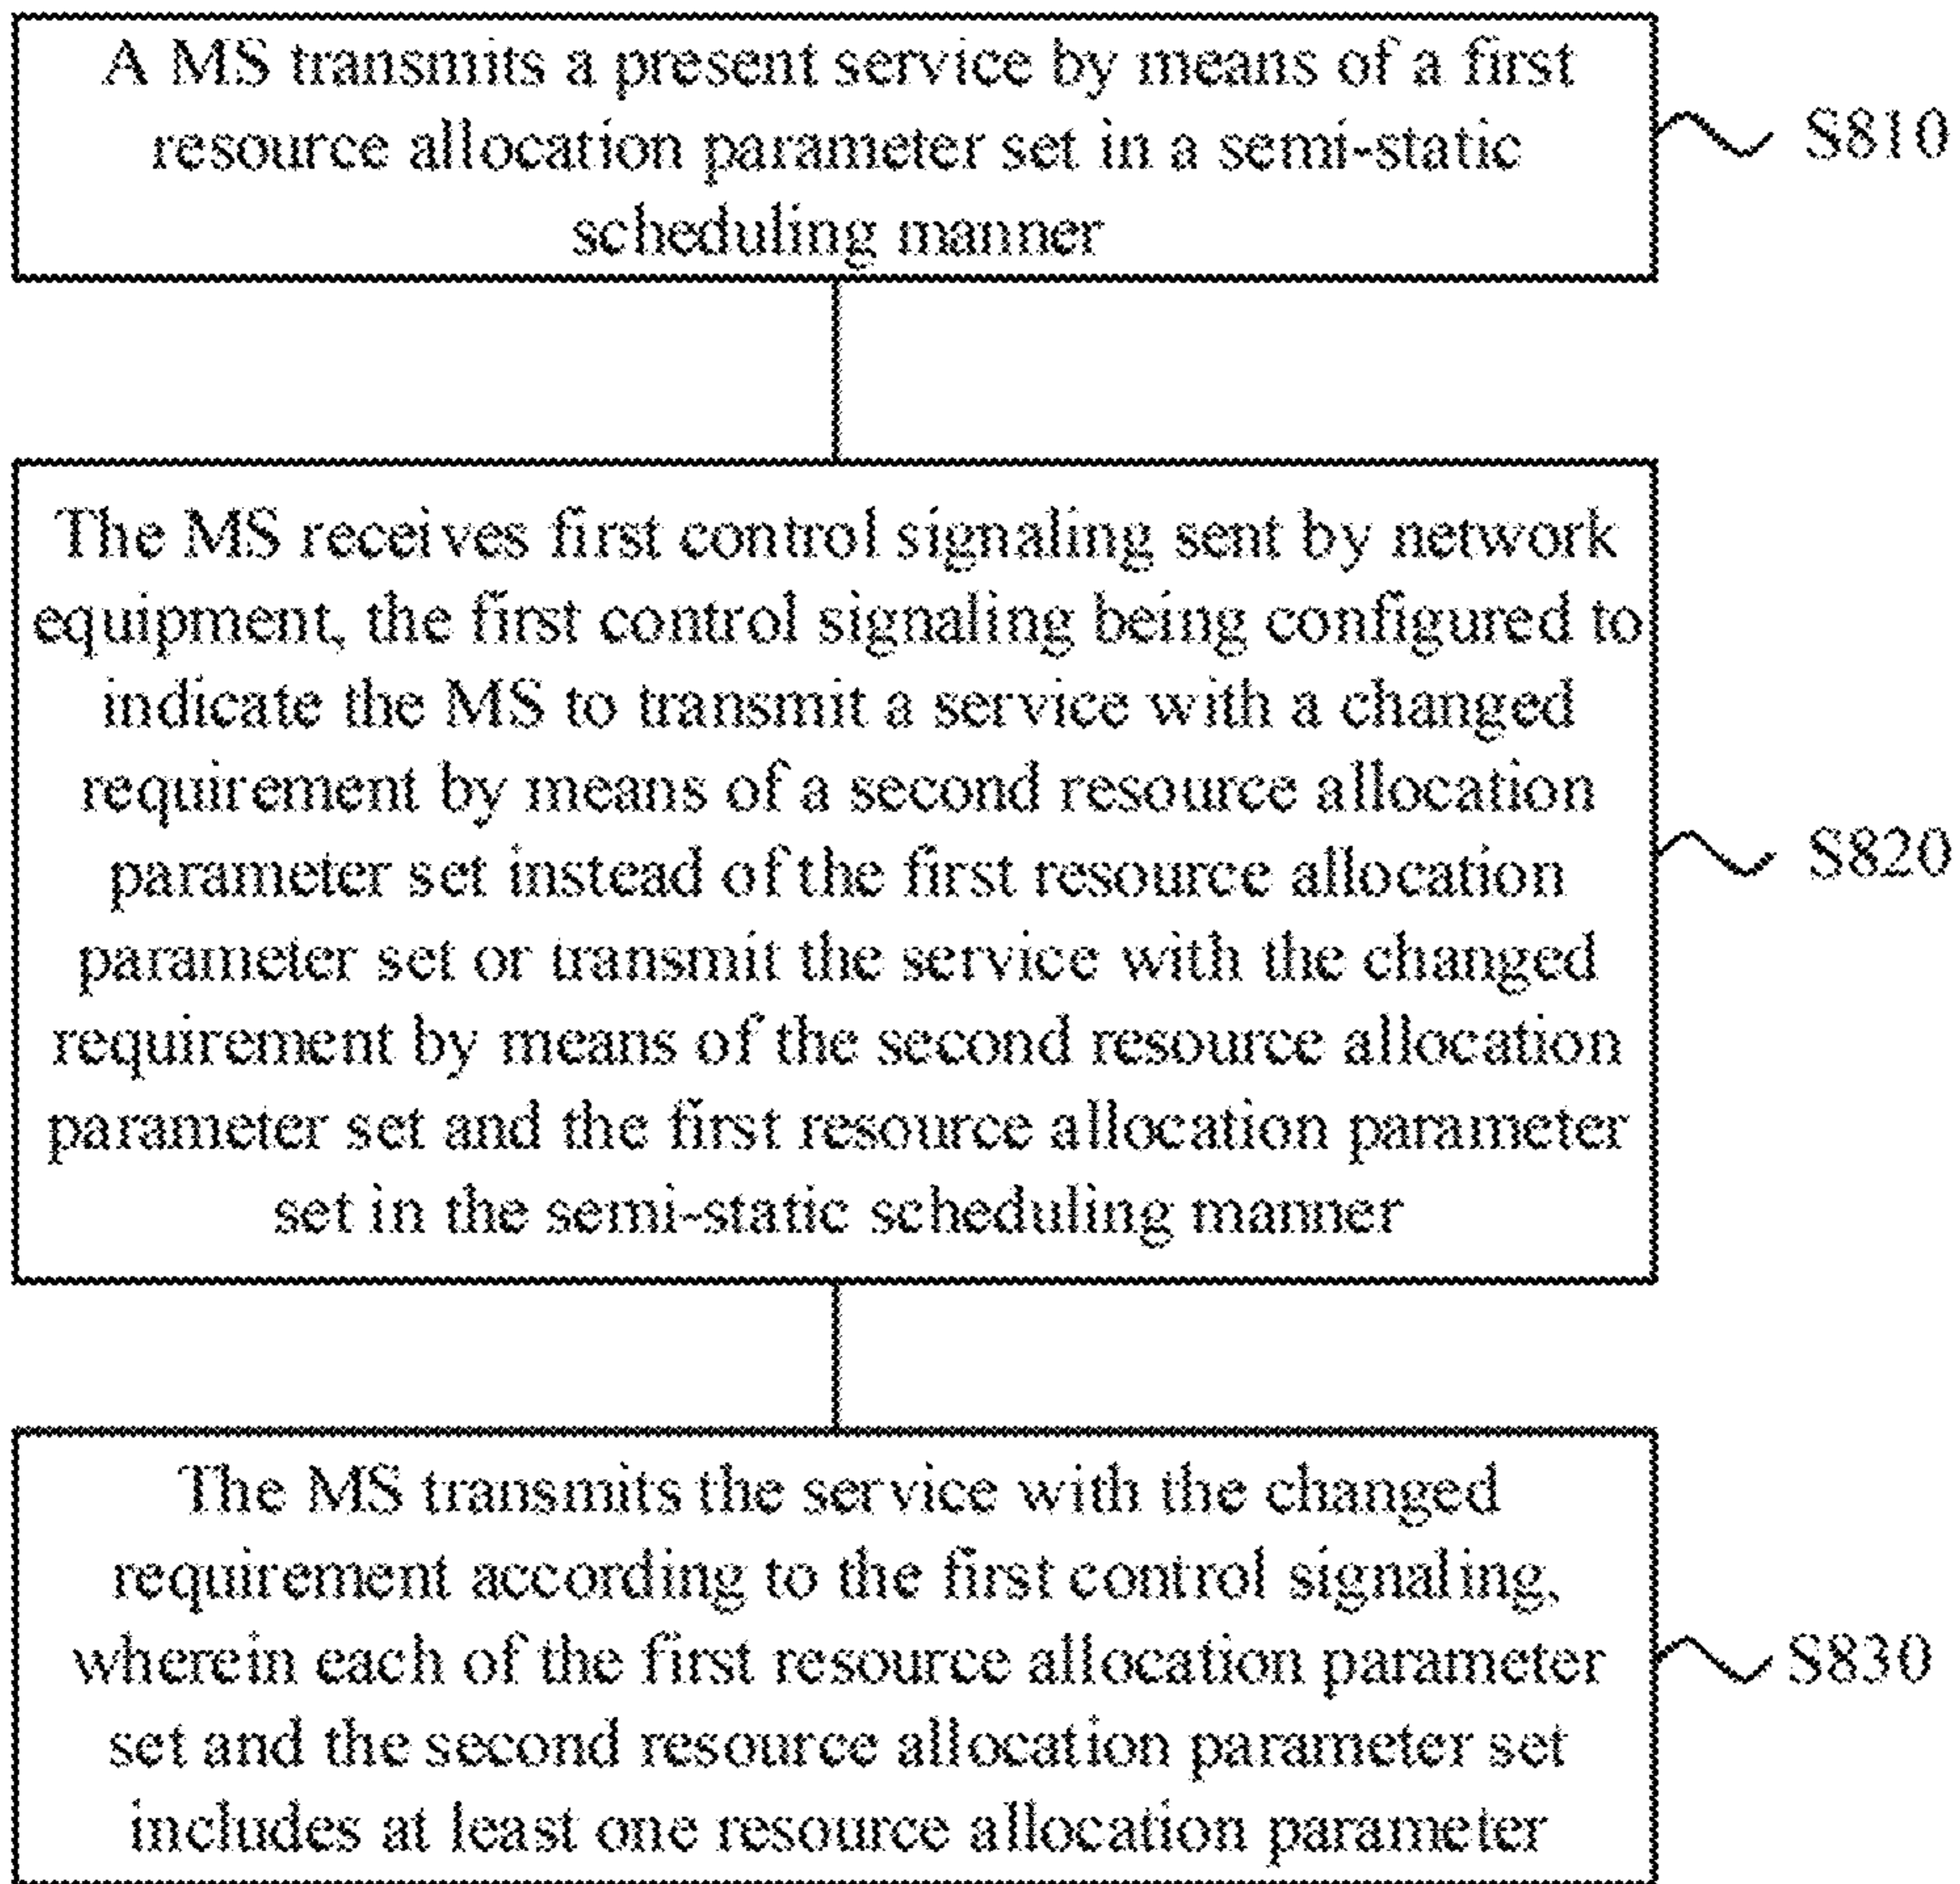 A MS transmits a present service by means of a first
resource allocation parameter set in a semi-static
scheduling manner
S810
The MS receives first control signaling sent by network
equipment, the first control signaling being configured to
indicate the MS to transmit a service with a changed
requirement by means of a second resource allocation
parameter set instead of the first resource allocation
parameter set or transmit the service with the changed
requirement by means of the second resource allocation
parameter set and the first resource allocation parameter
set in the semi-static scheduling manner
S820
The MS transmits the service with the changed
requirement according to the first control signaling,
wherein each of the first resource allocation parameter
set and the second resource allocation parameter set
includes at least one resource allocation parameter
S830